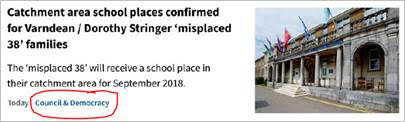 Catchment area school places confirmed
for Varndean / Dorothy Stringer ‘misplaced
38’ families
The ‘misplaced 38’ will receive a school place in
their catchment area for September 2018.
Today Council & Democracy